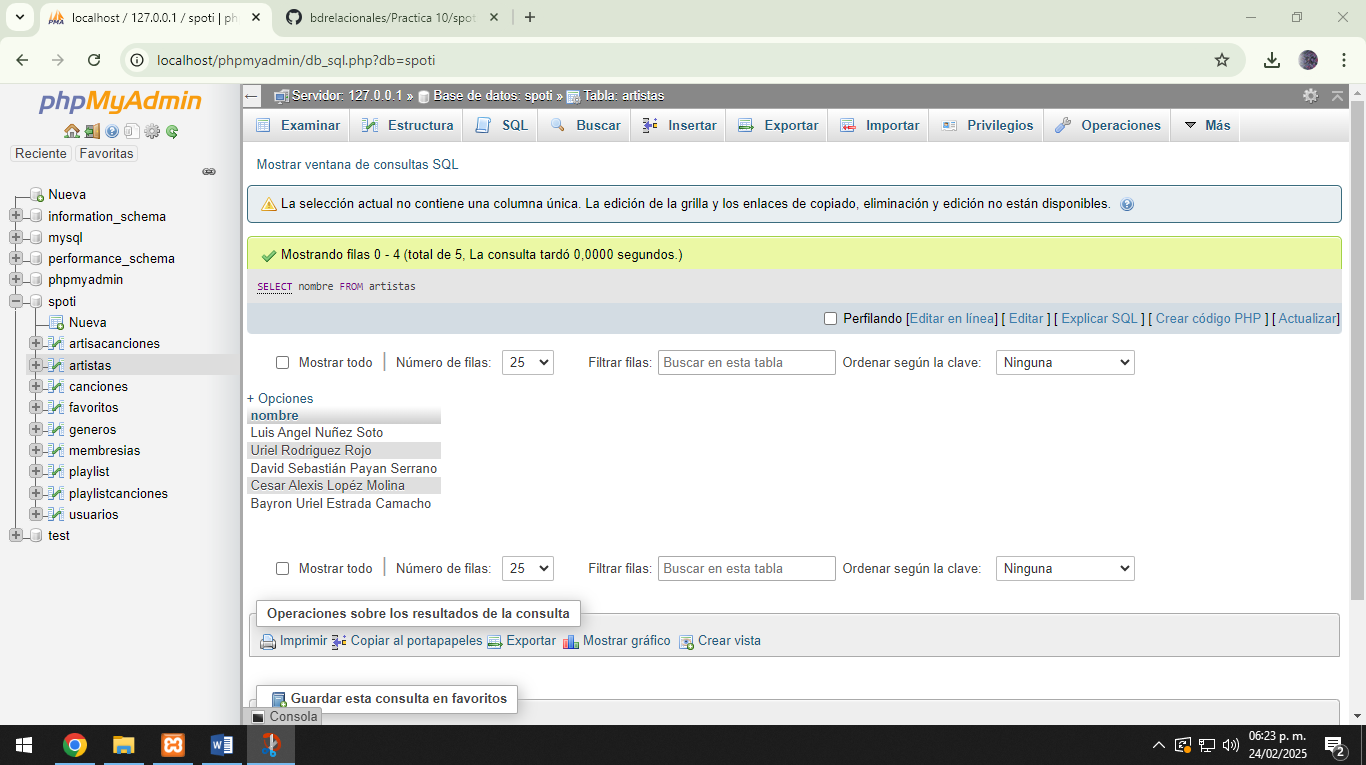 localhost / 127.0.0.1 / spoti | ph
bdrelacionales/Practica 10/spot
localhost/phpmyadmin/db_sql.php?db=spoti
phpMyAdmin
Reciente Favoritas
Nueva
information_schema
mysql
performance_schema
phpmyadmin
spoti
Nueva
artisacanciones
artistas
canciones
favoritos
generos
membresias
playlist
playlistcanciones
usuarios
test
Servidor: 127.0.0.1 » Base de datos: spoti » Tabla: artistas
Examinar Estructura SQL Buscar Insertar Exportar Importar Privilegios Operaciones Más
Mostrar ventana de consultas SQL
La selección actual no contiene una columna única. La edición de la grilla y los enlaces de copiado, eliminación y edición no están disponibles.
Mostrando filas 0 - 4 (total de 5, La consulta tardó 0,0000 segundos.)
SELECT nombre FROM artistas
Perfilando [Editar en línea] [ Editar ] [ Explicar SQL ] [ Crear código PHP ] [ Actualizar]
Mostrar todo | Número de filas: 25 Filtrar filas: Buscar en esta tabla Ordenar según la clave: Ninguna
+ Opciones
nombre
Luis Angel Nuñez Soto
Uriel Rodriguez Rojo
David Sebastián Payan Serrano
Cesar Alexis Lopéz Molina
Bayron Uriel Estrada Camacho
Mostrar todo | Número de filas: 25 Filtrar filas: Buscar en esta tabla Ordenar según la clave: Ninguna
Operaciones sobre los resultados de la consulta
Imprimir Copiar al portapapeles Exportar Mostrar gráfico Crear vista
Guardar esta consulta en favoritos
Consola
06:23 p. m.
24/02/2025
2